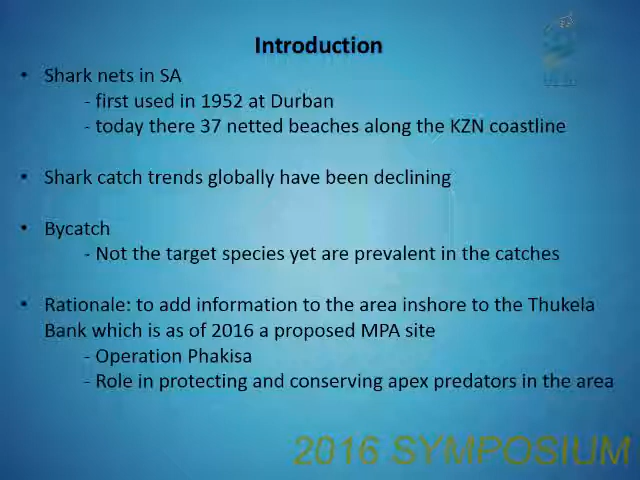 Introduction
• Shark nets in SA
- first used in 1952 at Durban
- today there 37 netted beaches along the KZN coastline
• Shark catch trends globally have been declining
• Bycatch
- Not the target species yet are prevalent in the catches
• Rationale: to add information to the area inshore to the Thukela
Bank which is as of 2016 a proposed MPA site
- Operation Phakisa
- Role in protecting and conserving apex predators in the area
2016 SYMPOSIUM